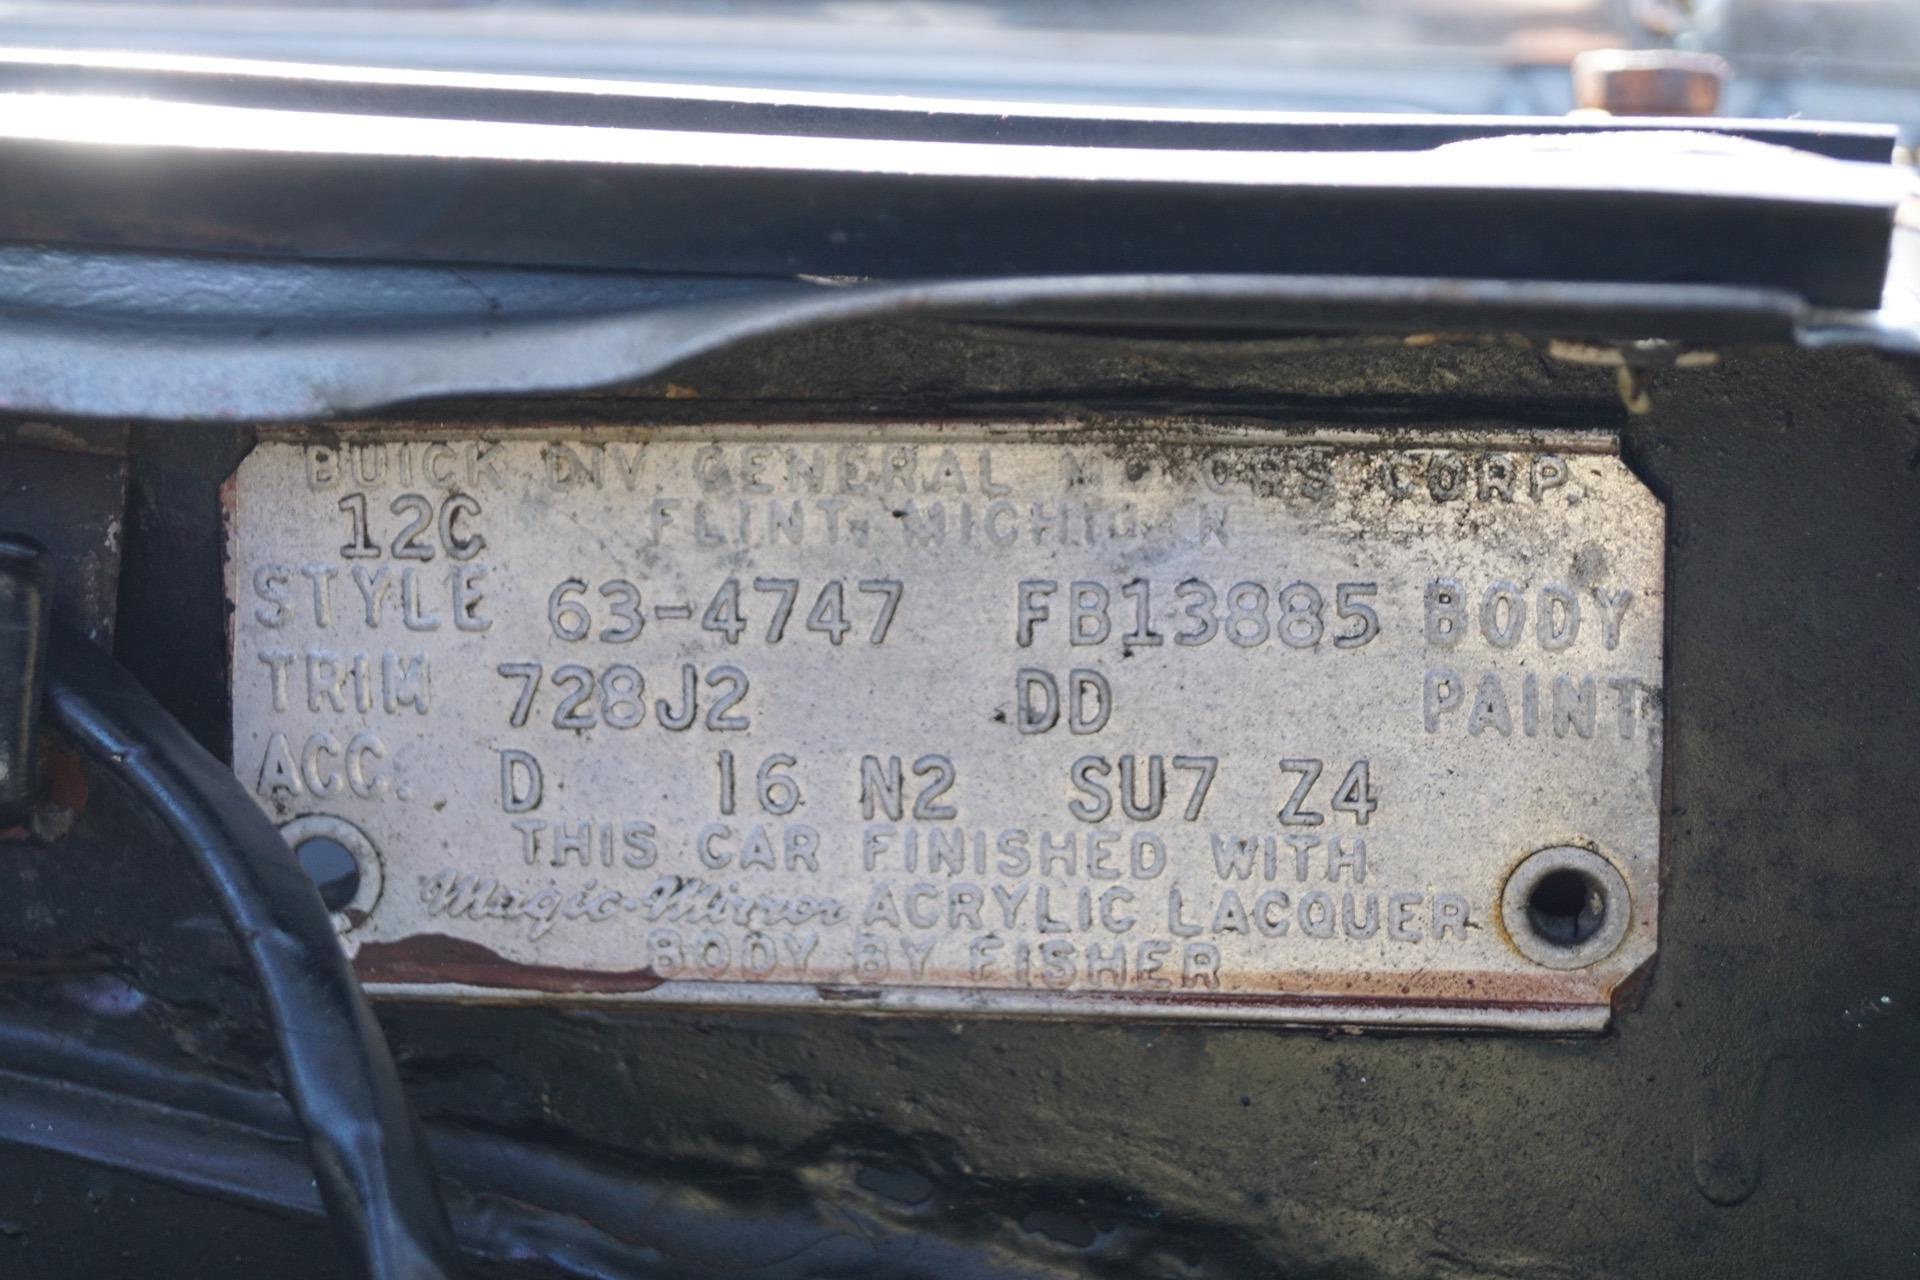 BUICK DIV. GENERAL MOTORS CORP.
12C FLINT, MICHIGAN
STYLE 63-4747 FB13885 BODY
TRIM 728J2 DD PAINT
ACC. D 16 N2 SU7 Z4
THIS CAR FINISHED WITH
Magic-Mirror ACRYLIC LACQUER
BODY BY FISHER